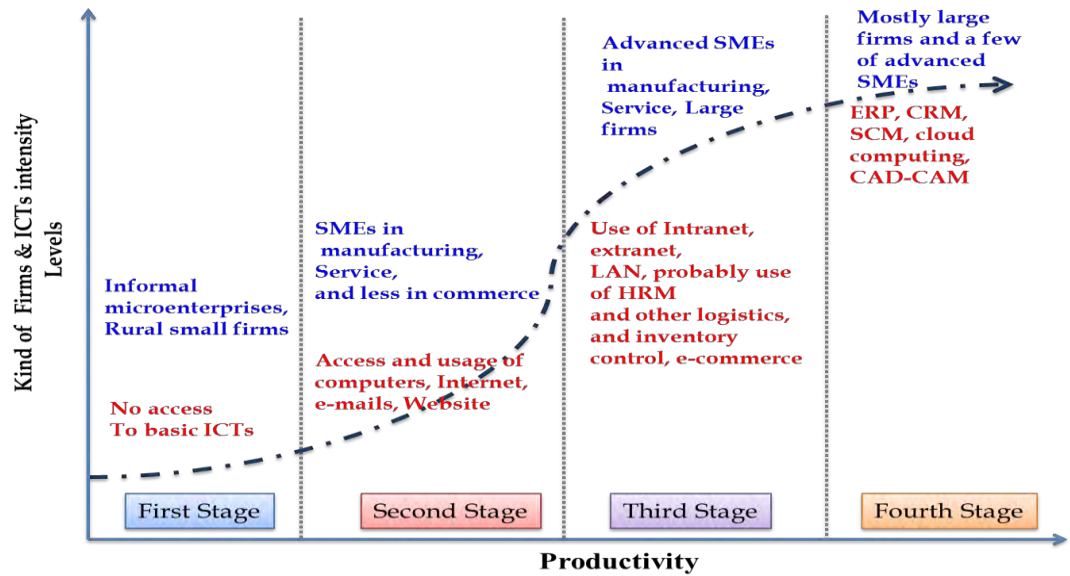 Kind of Firms & ICTs intensity
Levels
Informal
microenterprises,
Rural small firms
No access
To basic ICTs
First Stage
SMEs in
manufacturing,
Service,
and less in commerce
Access and usage of
computers, Internet,
e-mails, Website
Second Stage
Advanced SMEs
in
manufacturing,
Service, Large
firms
Use of Intranet,
extranet,
LAN, probably use
of HRM
and other logistics,
and inventory
control, e-commerce
Third Stage
Mostly large
firms and a few
of advanced
SMEs
ERP, CRM,
SCM, cloud
computing,
CAD-CAM
Fourth Stage
Productivity